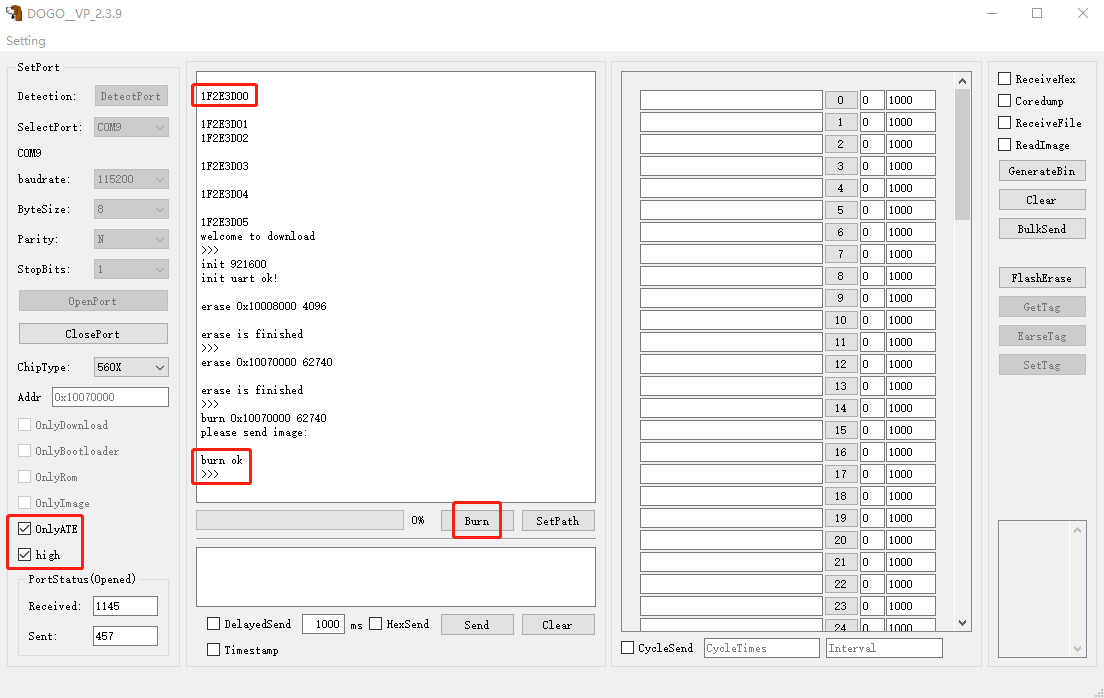 DOGO__VP_2.3.9
Setting
SetPort
Detection: DetectPort
SelectPort: COM9
COM9
baudrate: 115200
ByteSize: 8
Parity: N
StopBits: 1
OpenPort
ClosePort
ChipType: 560X
Addr 0x10070000
OnlyDownload
OnlyBootloader
OnlyRom
OnlyImage
OnlyATE
high
PortStatus(Opened)
Received: 1145
Sent: 457
1F2E3D00
1F2E3D01
1F2E3D02
1F2E3D03
1F2E3D04
1F2E3D05
welcome to download
>>>
init 921600
init uart ok!
erase 0x10008000 4096
erase is finished
>>>
erase 0x10070000 62740
erase is finished
>>>
burn 0x10070000 62740
please send image:
burn ok
>>>
0% Burn SetPath
DelayedSend 1000 ms HexSend Send Clear
Timestamp
0 0 1000
1 0 1000
2 0 1000
3 0 1000
4 0 1000
5 0 1000
6 0 1000
7 0 1000
8 0 1000
9 0 1000
10 0 1000
11 0 1000
12 0 1000
13 0 1000
14 0 1000
15 0 1000
16 0 1000
17 0 1000
18 0 1000
19 0 1000
20 0 1000
21 0 1000
22 0 1000
23 0 1000
24 0 1000
CycleSend CycleTimes Interval
ReceiveHex
Coredump
ReceiveFile
ReadImage
GenerateBin
Clear
BulkSend
FlashErase
GetTag
EarseTag
SetTag